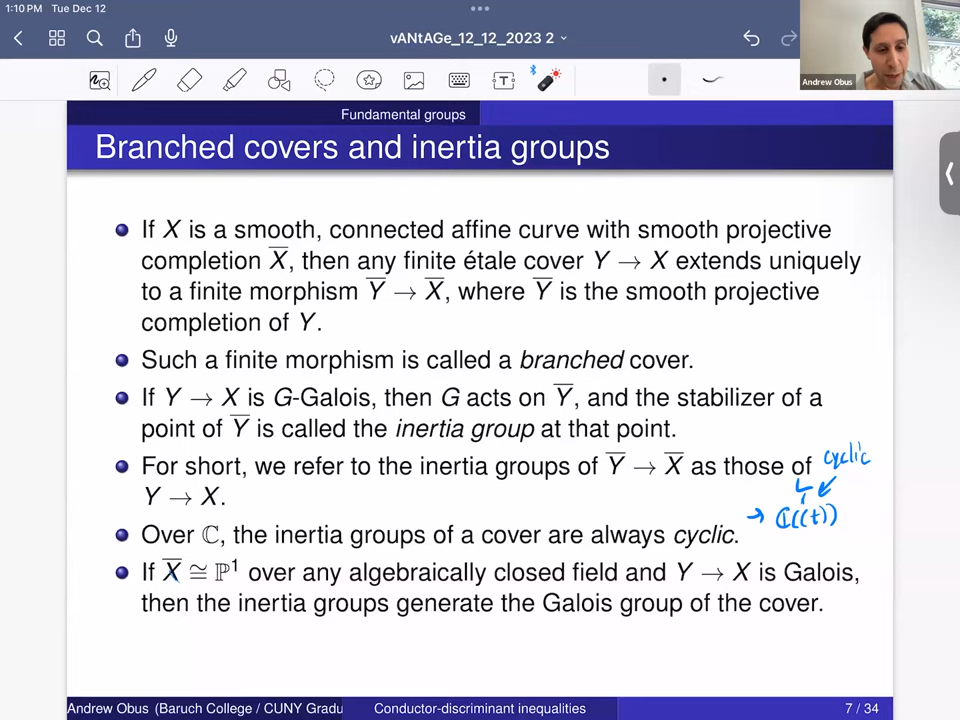 1:10 PM Tue Dec 12
vANtAGe_12_12_2023 2
T
Andrew Obus
Fundamental groups
Branched covers and inertia groups
If X is a smooth, connected affine curve with smooth projective
completion X̅, then any finite étale cover Y → X extends uniquely
to a finite morphism Y̅ → X̅, where Y̅ is the smooth projective
completion of Y.
Such a finite morphism is called a branched cover.
If Y → X is G-Galois, then G acts on Y̅, and the stabilizer of a
point of Y̅ is called the inertia group at that point.
For short, we refer to the inertia groups of Y̅ → X̅ as those of
cyclic
Y → X.
L
→ ℂ((t))
Over ℂ, the inertia groups of a cover are always cyclic.
If X̅ ≅ ℙ¹ over any algebraically closed field and Y → X is Galois,
then the inertia groups generate the Galois group of the cover.
Andrew Obus (Baruch College / CUNY Gradu
Conductor-discriminant inequalities
7 / 34